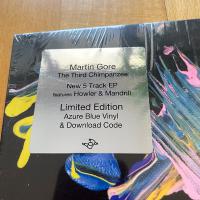 Martin Gore
The Third Chimpanzee
New 5 Track EP
features Howler & Mandrill
Limited Edition
Azure Blue Vinyl
& Download Code